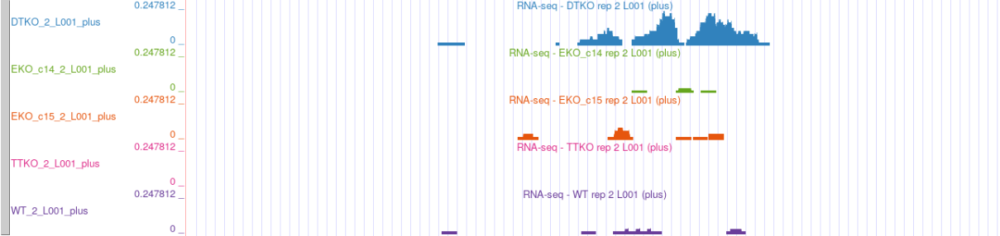 0.247812 _ RNA-seq - DTKO rep 2 L001 (plus)
DTKO_2_L001_plus
0 _
0.247812 _ RNA-seq - EKO_c14 rep 2 L001 (plus)
EKO_c14_2_L001_plus
0 _
0.247812 _ RNA-seq - EKO_c15 rep 2 L001 (plus)
EKO_c15_2_L001_plus
0 _
0.247812 _ RNA-seq - TTKO rep 2 L001 (plus)
TTKO_2_L001_plus
0 _
0.247812 _ RNA-seq - WT rep 2 L001 (plus)
WT_2_L001_plus
0 _